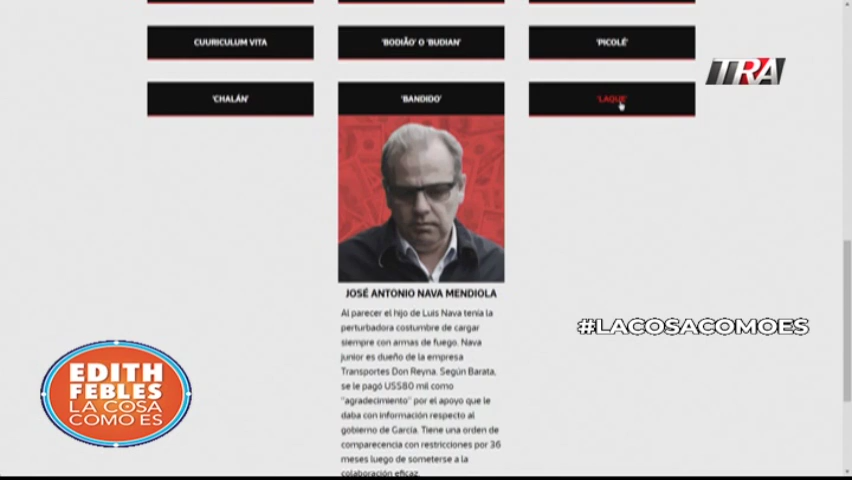 CUURICULUM VITA
'BODIÃO' O 'BUDIAN'
'PICOLÉ'
TRA
'CHALÁN'
'BANDIDO'
'LAQUE'
JOSÉ ANTONIO NAVA MENDIOLA
Al parecer el hijo de Luis Nava tenía la
perturbadora costumbre de cargar
siempre con armas de fuego. Nava
junior es dueño de la empresa
Transportes Don Reyna. Según Barata,
se le pagó US$80 mil como
"agradecimiento" por el apoyo que le
daba con información respecto al
gobierno de García. Tiene una orden de
comparecencia con restricciones por 36
meses luego de someterse a la
colaboración eficaz.
#LACOSACOMOES
EDITH
FEBLES
LA COSA
COMO ES